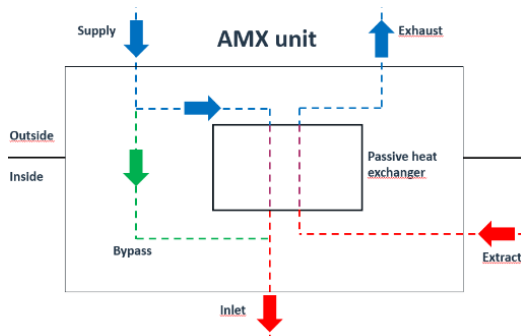 Supply
AMX unit
Exhaust
Outside
Inside
Passive heat
exchanger
Bypass
Extract
Inlet